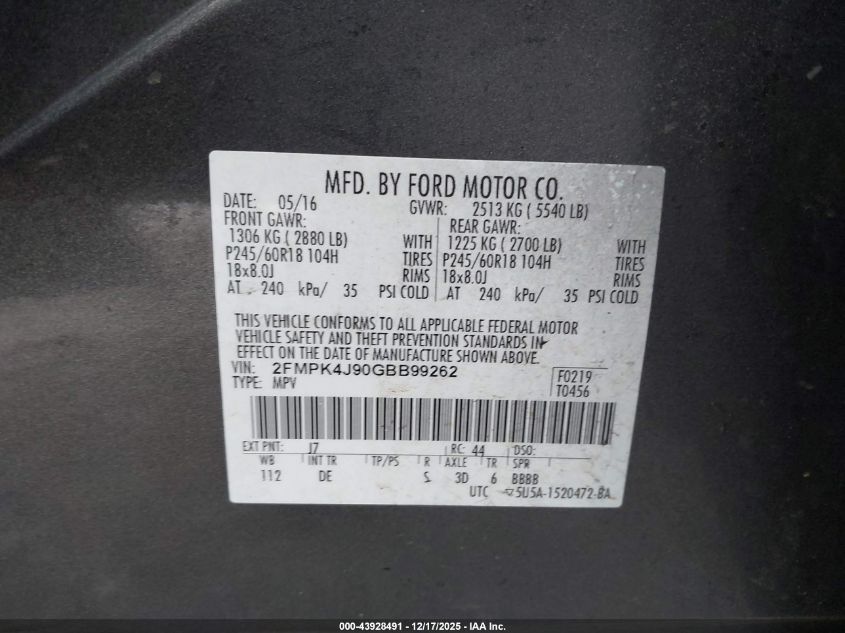 MFD. BY FORD MOTOR CO.
DATE: 05/16 GVWR: 2513 KG ( 5540 LB)
FRONT GAWR: REAR GAWR:
1306 KG ( 2880 LB) WITH 1225 KG ( 2700 LB) WITH
P245/60R18 104H TIRES P245/60R18 104H TIRES
18x8.0J RIMS 18x8.0J RIMS
AT 240 kPa/ 35 PSI COLD AT 240 kPa/ 35 PSI COLD
THIS VEHICLE CONFORMS TO ALL APPLICABLE FEDERAL MOTOR
VEHICLE SAFETY AND THEFT PREVENTION STANDARDS IN
EFFECT ON THE DATE OF MANUFACTURE SHOWN ABOVE.
VIN: 2FMPK4J90GBB99262 F0219
TYPE: MPV T0456
EXT PNT: J7 RC: 44 DSO:
WB INT TR TP/PS R AXLE TR SPR
112 DE S 3D 6 BBBB
UTC 5U5A-1520472-BA
000-43928491 - 12/17/2025 - IAA Inc.